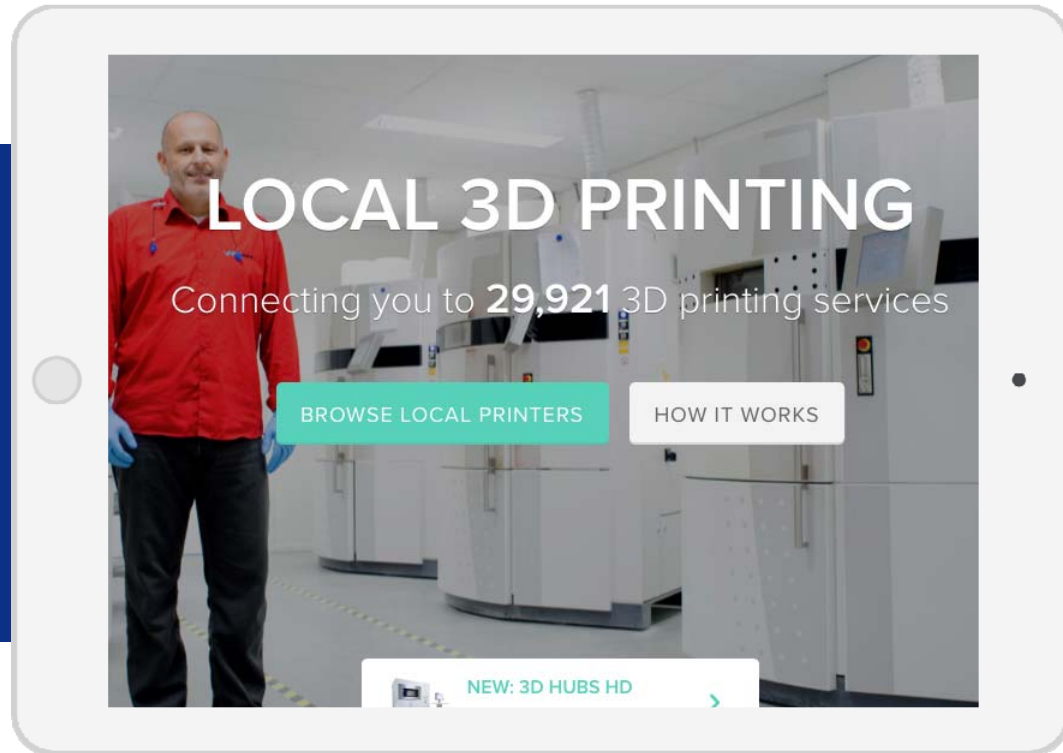 LOCAL 3D PRINTING
Connecting you to 29,921 3D printing services
BROWSE LOCAL PRINTERS
HOW IT WORKS
NEW: 3D HUBS HD